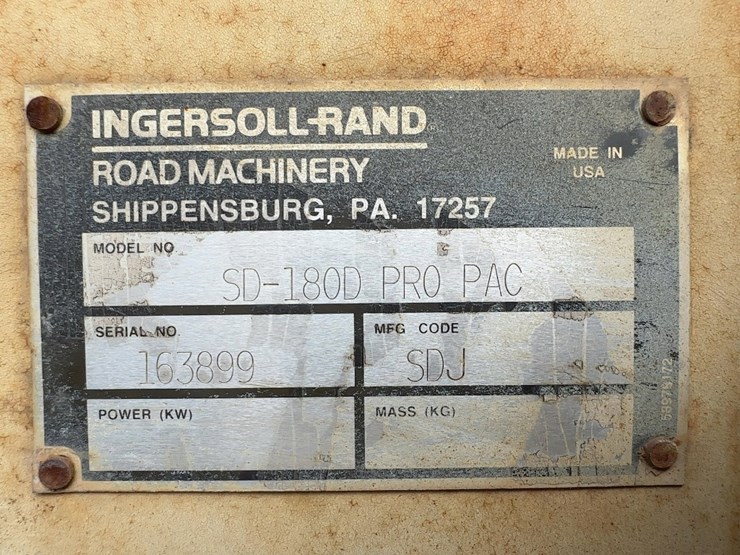 INGERSOLL-RAND®
ROAD MACHINERY
MADE IN
USA
SHIPPENSBURG, PA. 17257
MODEL NO.
SD-180D PRO PAC
SERIAL NO.
163899
MFG CODE
SDJ
POWER (KW)
MASS (KG)